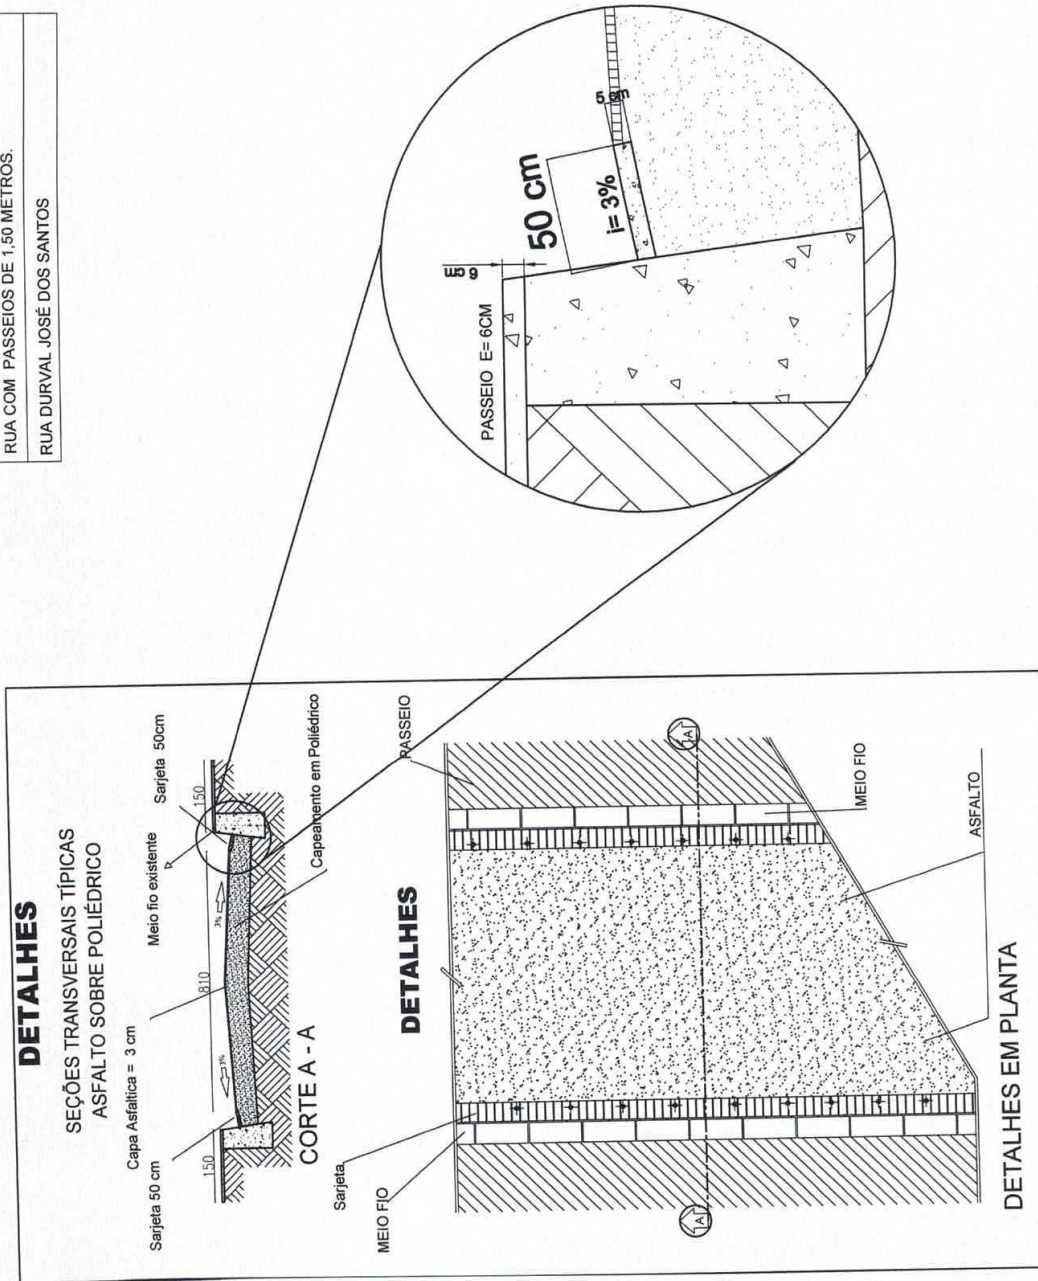 RUA COM PASSEIOS DE 1,50 METROS.
RUA DURVAL JOSÉ DOS SANTOS
DETALHES
SEÇÕES TRANSVERSAIS TÍPICAS
ASFALTO SOBRE POLIÉDRICO
Capa Asfaltica = 3 cm
Sarjeta 50 cm
Meio fio existente
Sarjeta 50cm
150
3%
810
3%
150
Capeamento em Poliédrico
CORTE A - A
PASSEIO E= 6CM
6 cm
50 cm
i= 3%
5 cm
DETALHES
Sarjeta
MEIO FIO
PASSEIO
A
A
MEIO FIO
ASFALTO
DETALHES EM PLANTA